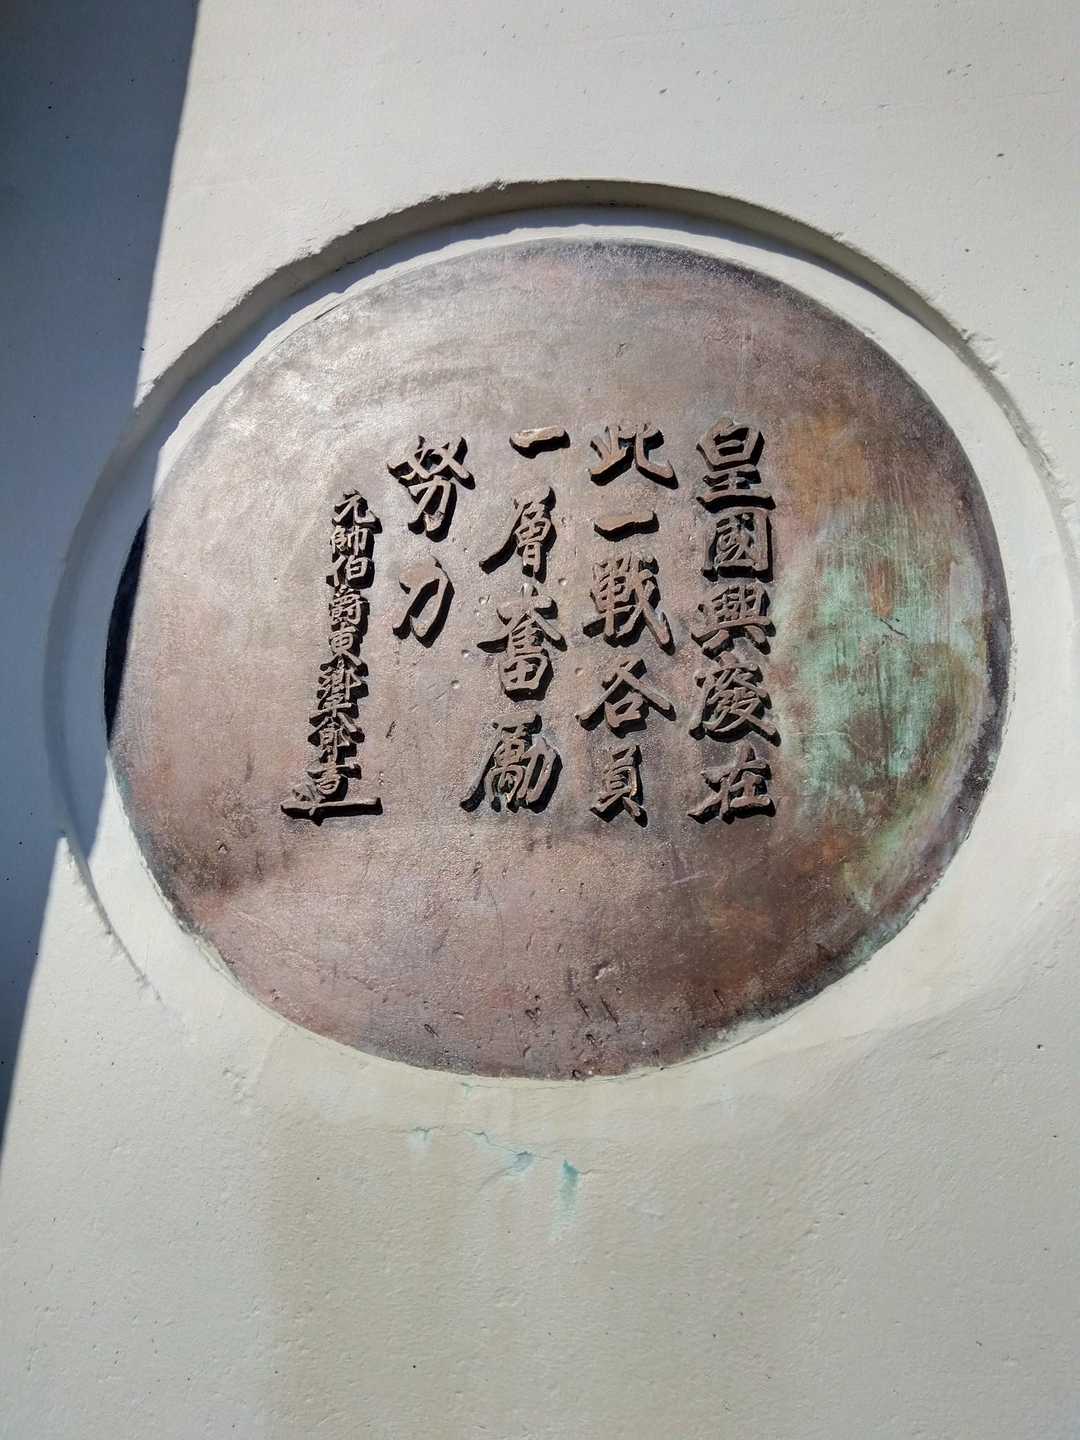 皇國興廢在
此一戰各員
一層奮勵
努力
元帥伯爵東郷平八郎書